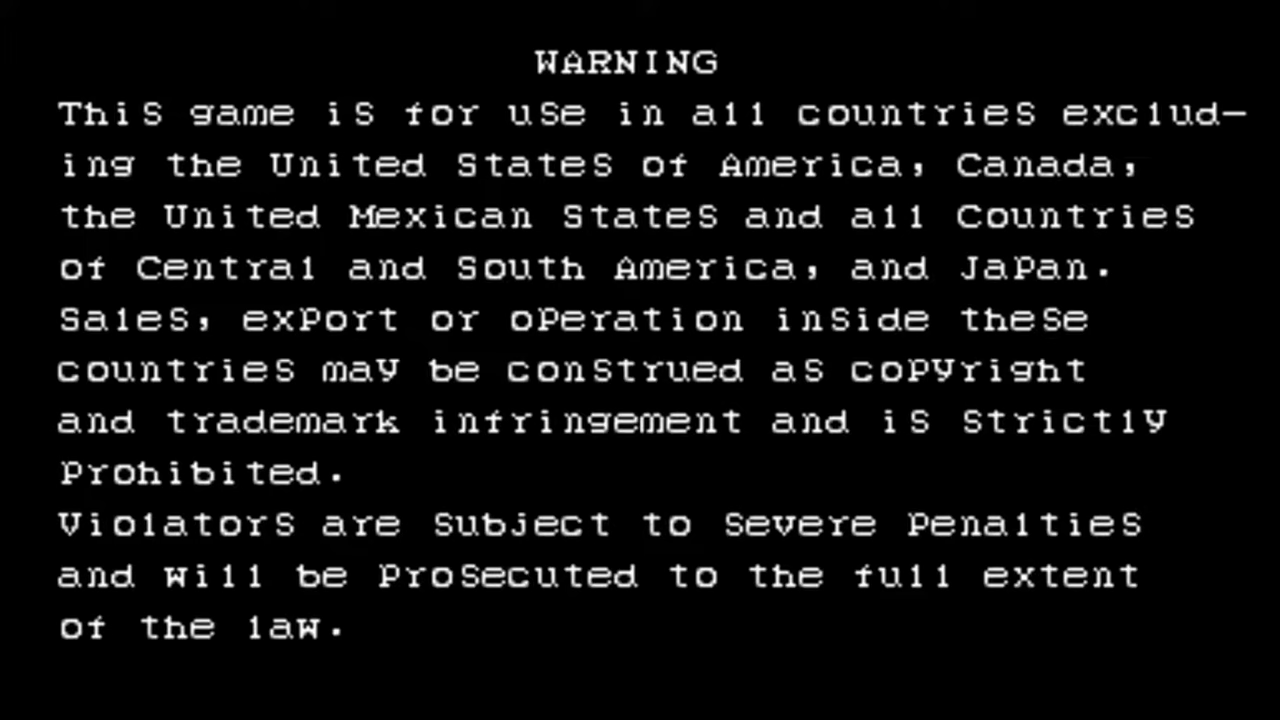 WARNING
This game is for use in all countries exclud-
ing the United States of America, Canada,
the United Mexican States and all Countries
of Central and South America, and Japan.
Sales, export or operation inside these
countries may be construed as copyright
and trademark infringement and is strictly
prohibited.
Violators are subject to severe penalties
and will be prosecuted to the full extent
of the law.